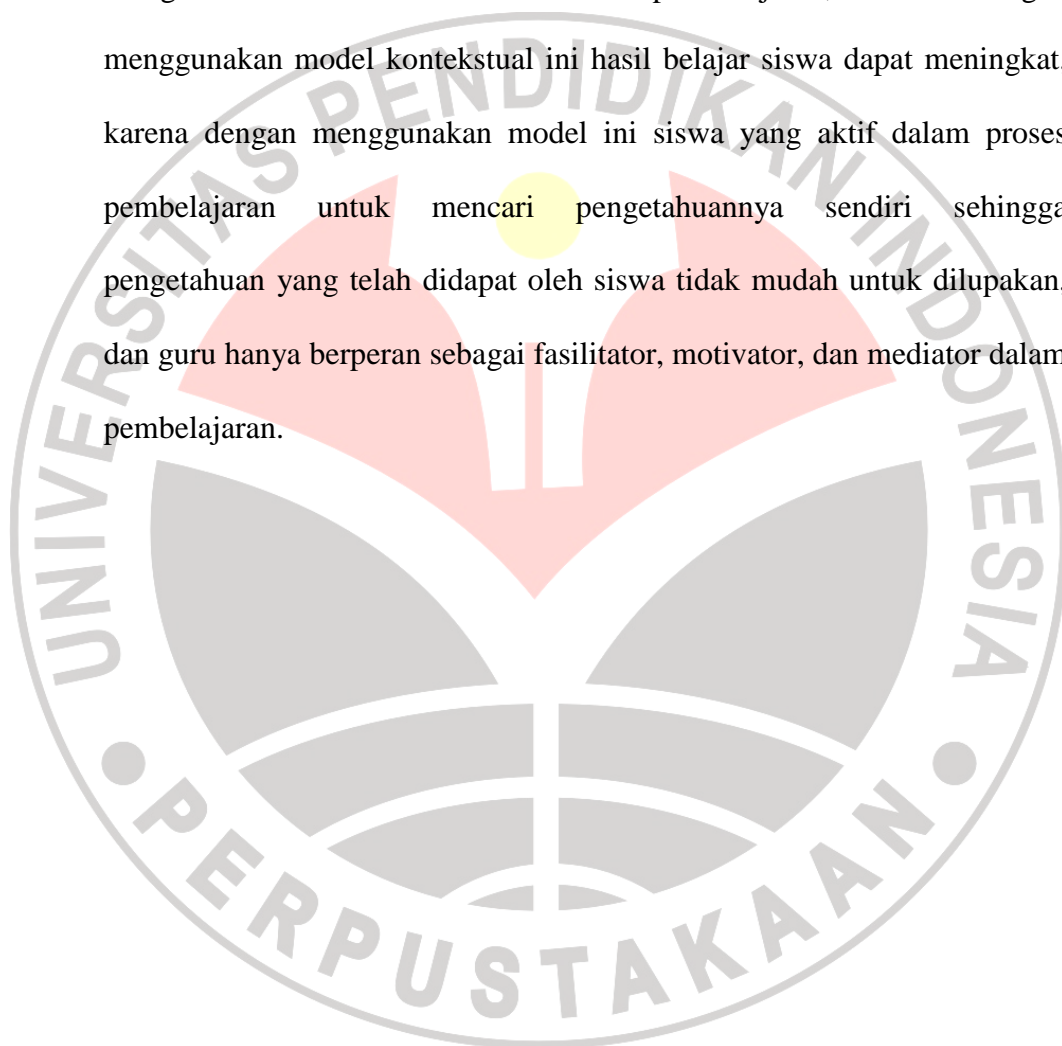 menggunakan model kontekstual ini hasil belajar siswa dapat meningkat,
karena dengan menggunakan model ini siswa yang aktif dalam proses
pembelajaran untuk mencari pengetahuannya sendiri sehingga
pengetahuan yang telah didapat oleh siswa tidak mudah untuk dilupakan,
dan guru hanya berperan sebagai fasilitator, motivator, dan mediator dalam
pembelajaran.
UNIVERSITAS PENDIDIKAN INDONESIA
PERPUSTAKAAN